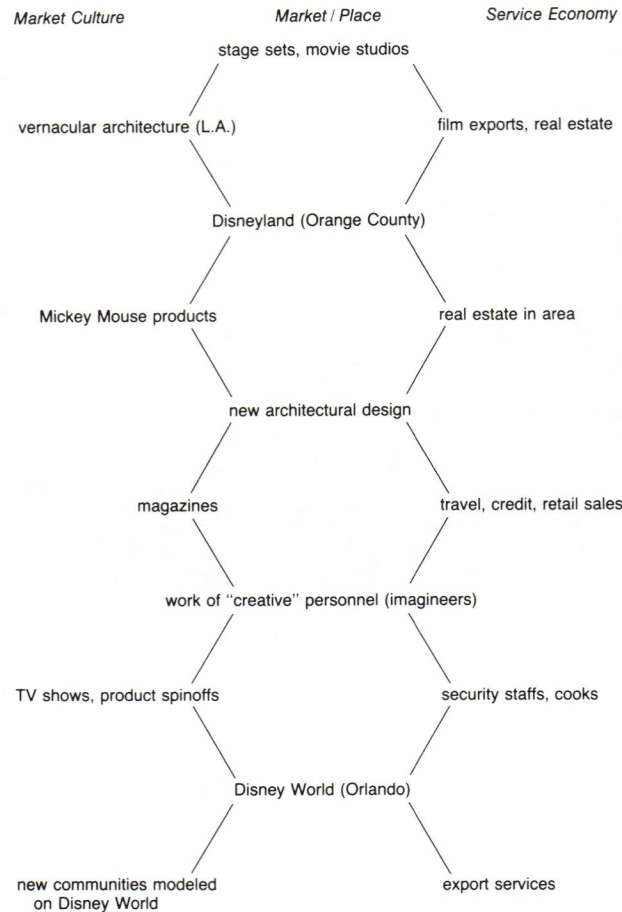 Market Culture
Market / Place
Service Economy
stage sets, movie studios
vernacular architecture (L.A.)
film exports, real estate
Disneyland (Orange County)
Mickey Mouse products
real estate in area
new architectural design
magazines
travel, credit, retail sales
work of "creative" personnel (imagineers)
TV shows, product spinoffs
security staffs, cooks
Disney World (Orlando)
new communities modeled
on Disney World
export services